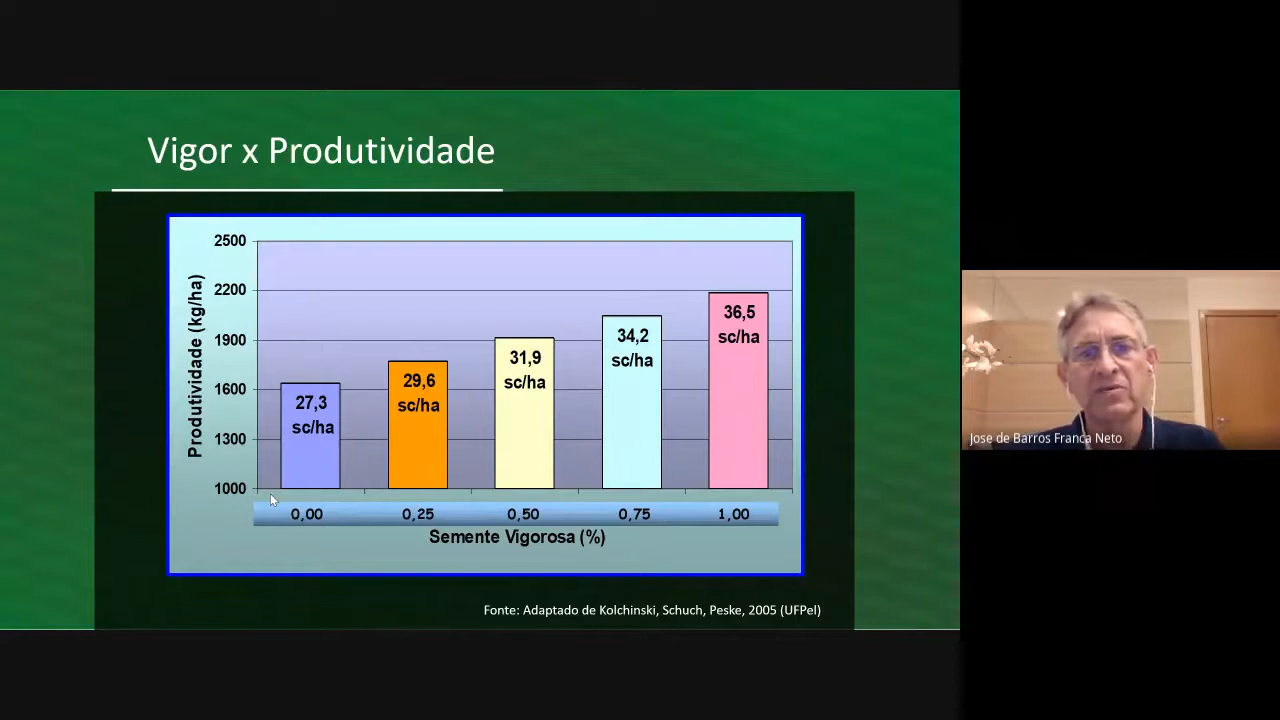 Vigor x Produtividade
Produtividade (kg/ha)
2500
2200
1900
1600
1300
1000
27,3
sc/ha
29,6
sc/ha
31,9
sc/ha
34,2
sc/ha
36,5
sc/ha
0,00 0,25 0,50 0,75 1,00
Semente Vigorosa (%)
Fonte: Adaptado de Kolchinski, Schuch, Peske, 2005 (UFPel)
Jose de Barros Franca Neto